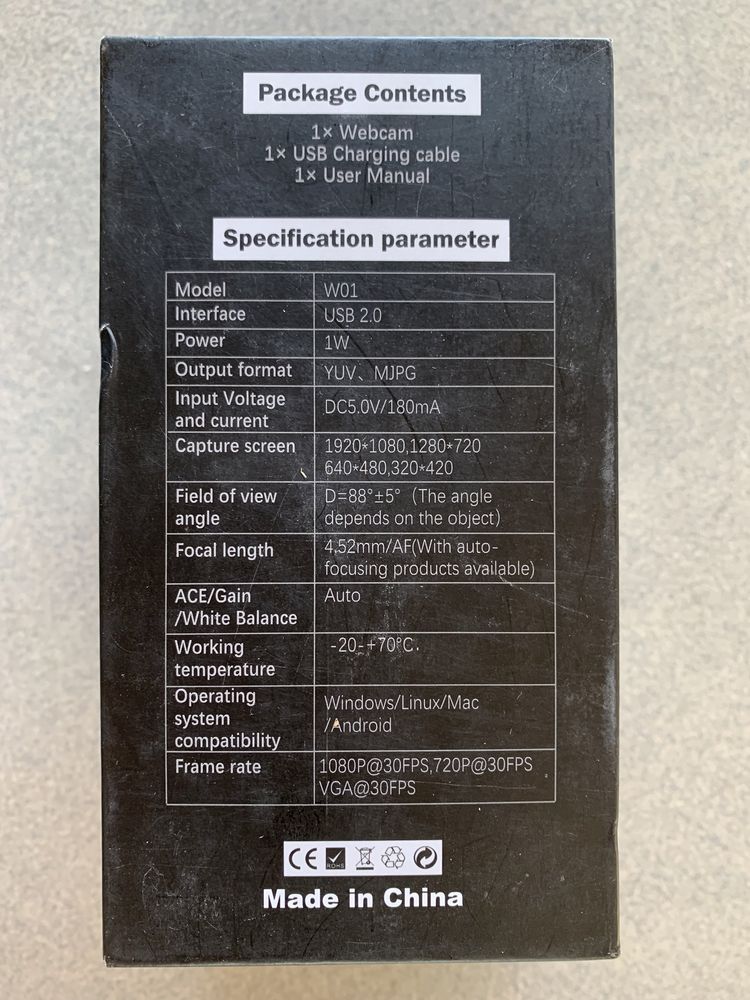 Package Contents
1× Webcam
1× USB Charging cable
1× User Manual
Specification parameter
Model W01
Interface USB 2.0
Power 1W
Output format YUV、MJPG
Input Voltage
and current DC5.0V/180mA
Capture screen 1920*1080,1280*720
640*480,320*420
Field of view D=88°±5° (The angle
angle depends on the object)
Focal length 4.52mm/AF(With auto-
focusing products available)
ACE/Gain Auto
/White Balance
Working -20-+70°C.
temperature
Operating Windows/Linux/Mac
system /Android
compatibility
Frame rate 1080P@30FPS,720P@30FPS
VGA@30FPS
CE ROHS
Made in China